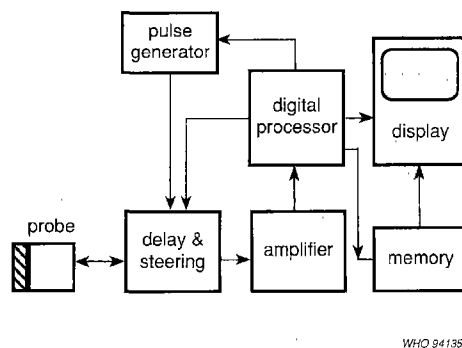 pulse
generator
digital
processor
display
probe
delay &
steering
amplifier
memory
WHO 94135